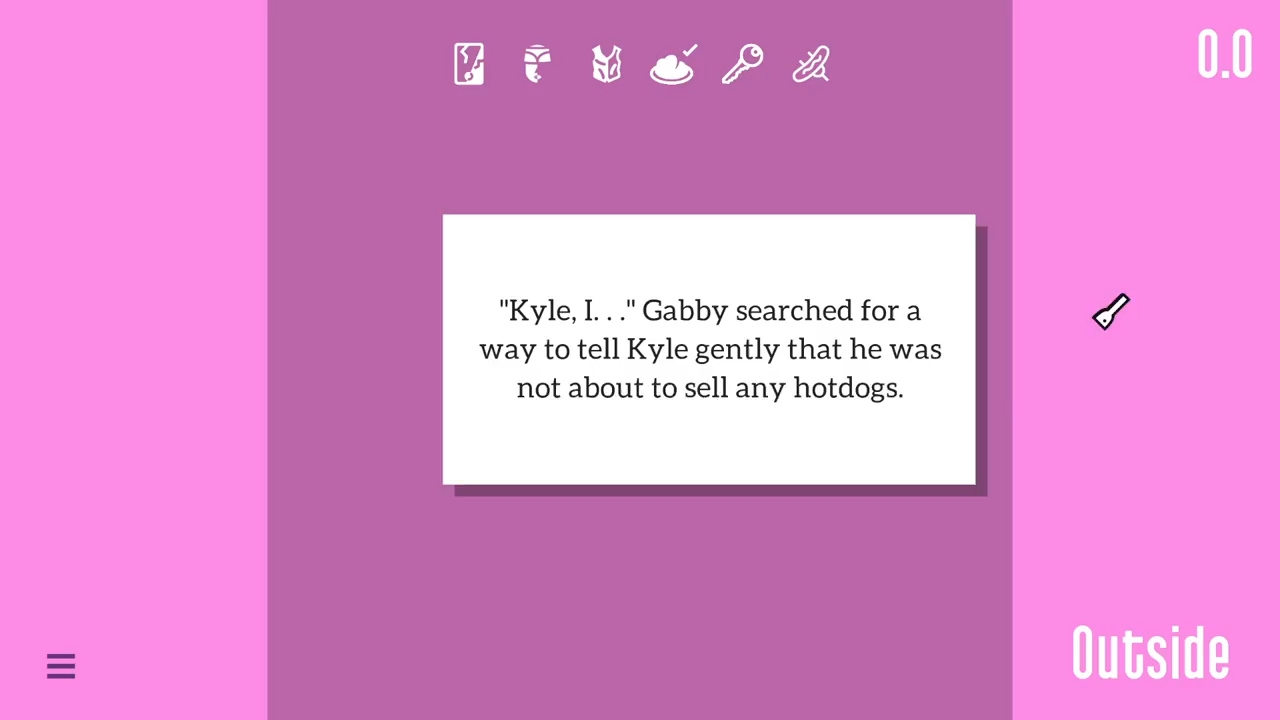 0.0
"Kyle, I. . ." Gabby searched for a
way to tell Kyle gently that he was
not about to sell any hotdogs.
Outside